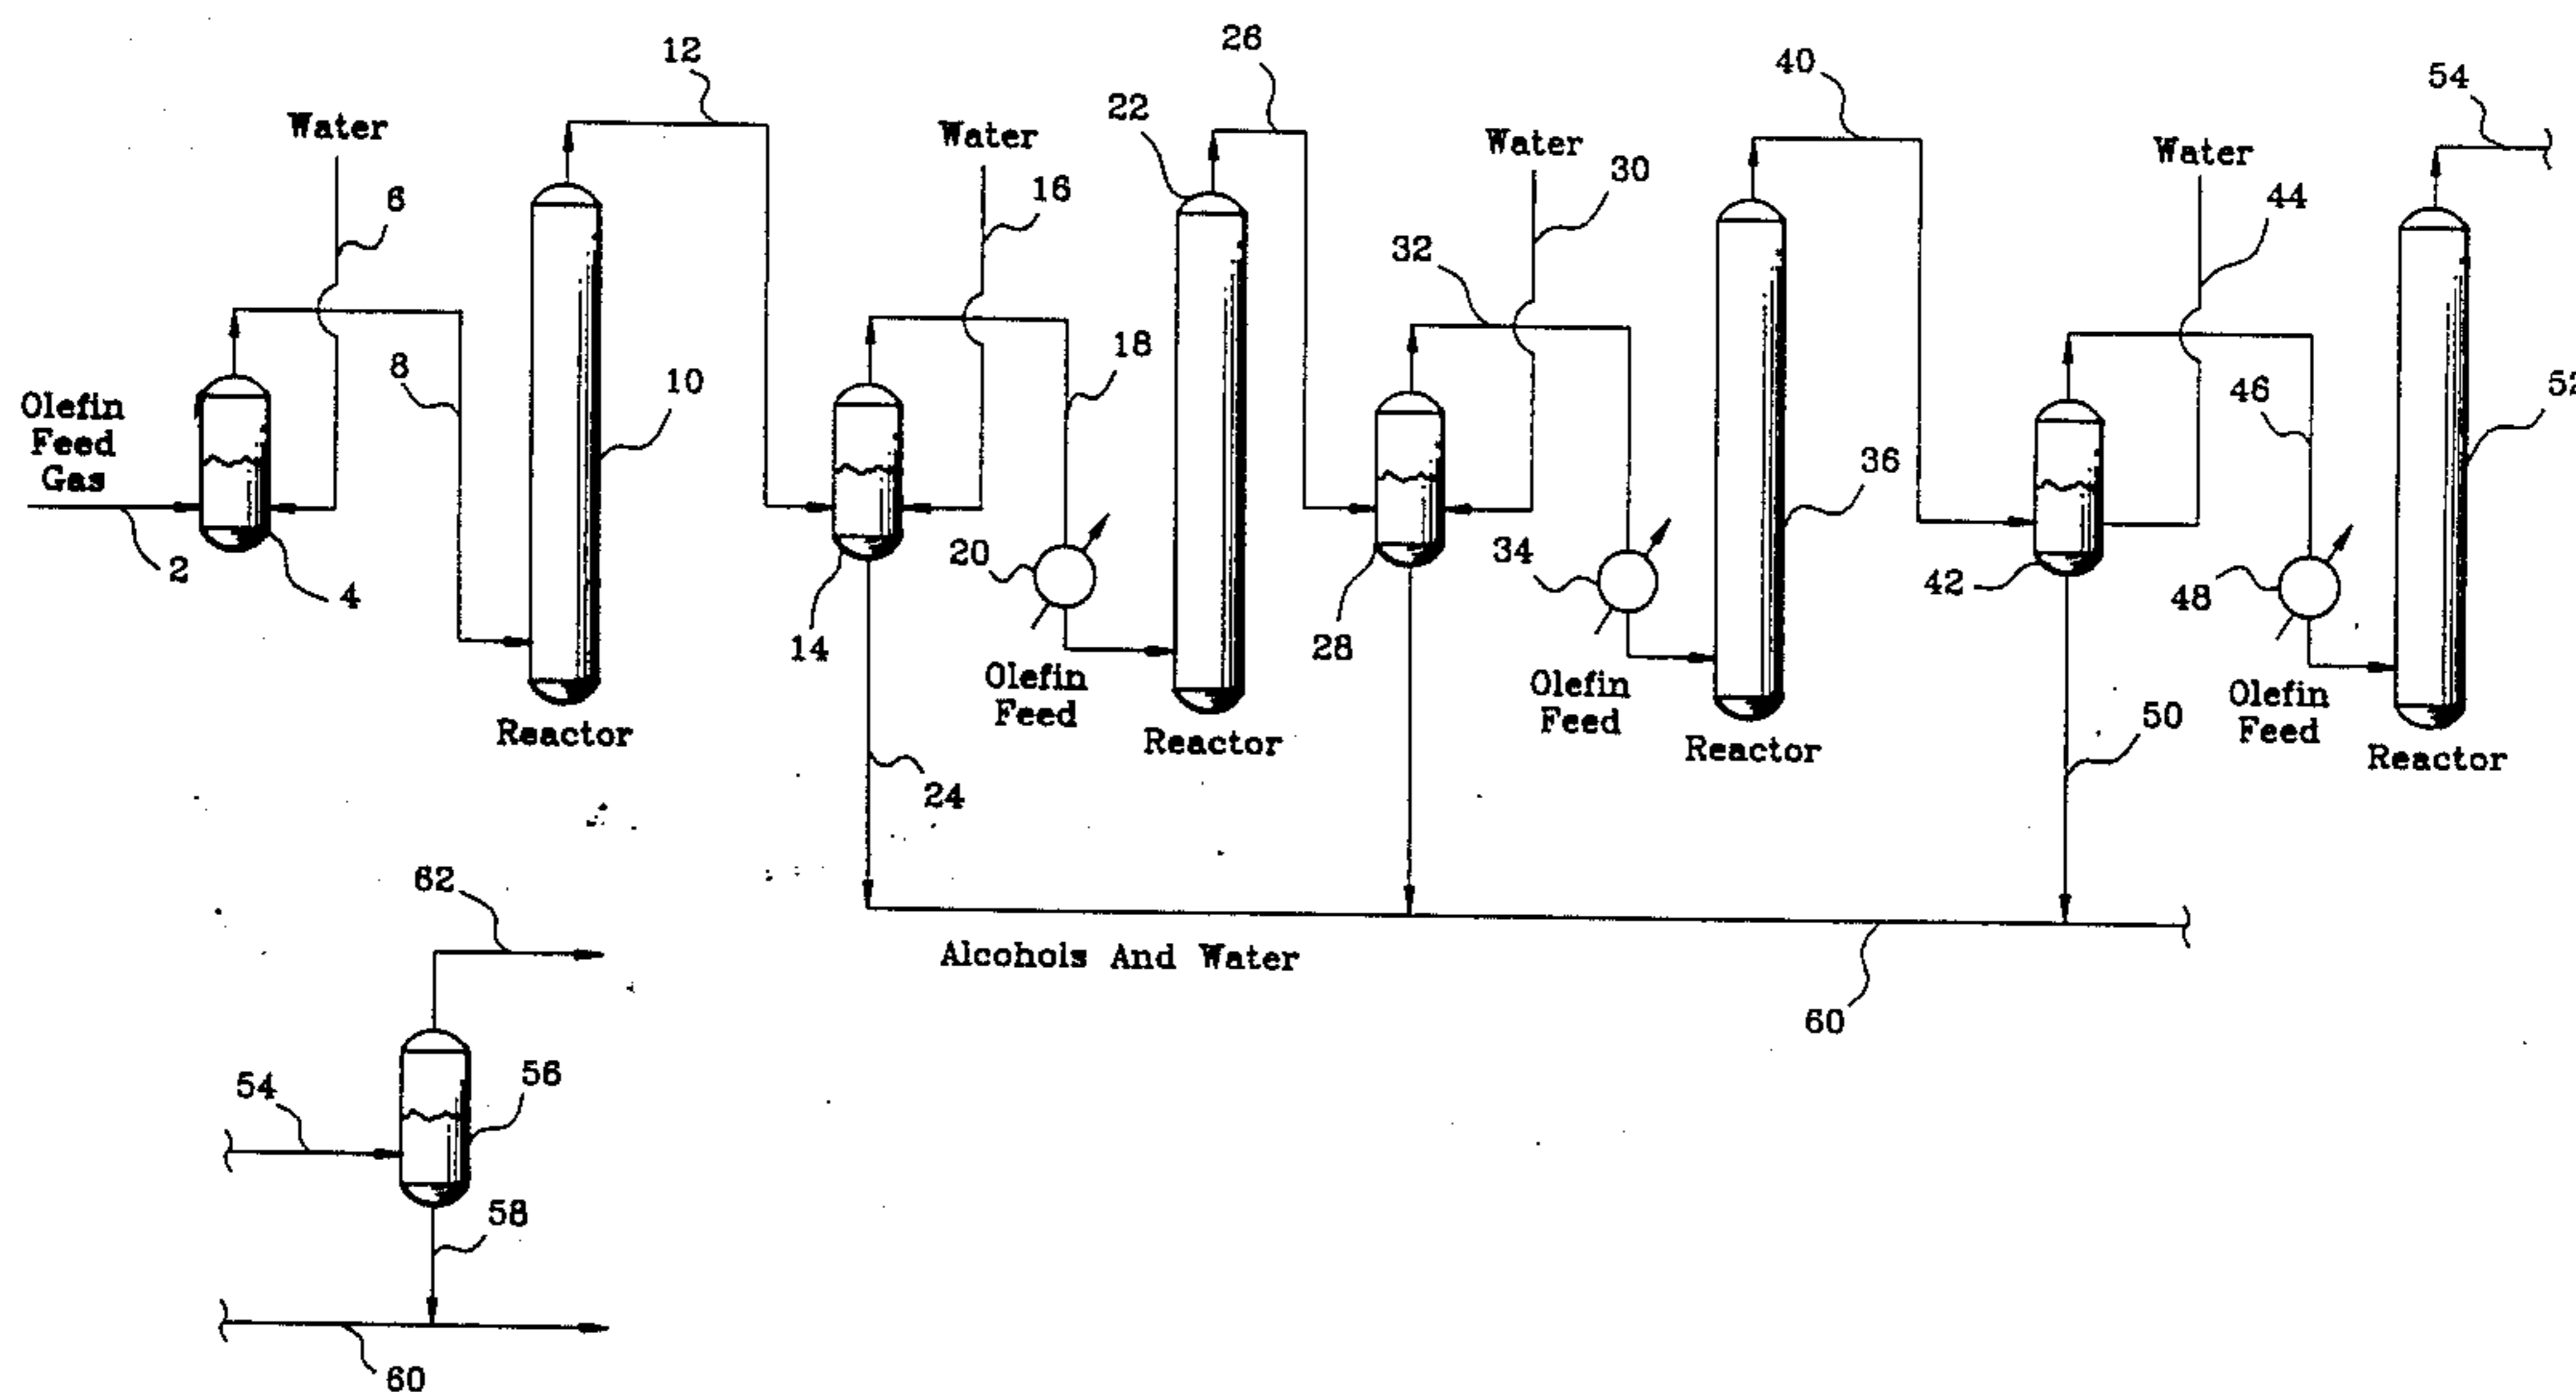 12
26
40
54
22
Water
Water
Water
Water
6
16
30
44
32
8
18
10
46
Olefin
Feed
Gas
36
2
4
20
34
42
48
14
28
Olefin
Feed
Olefin
Feed
Olefin
Feed
50
Reactor
Reactor
Reactor
Reactor
24
62
Alcohols And Water
60
54
56
58
60